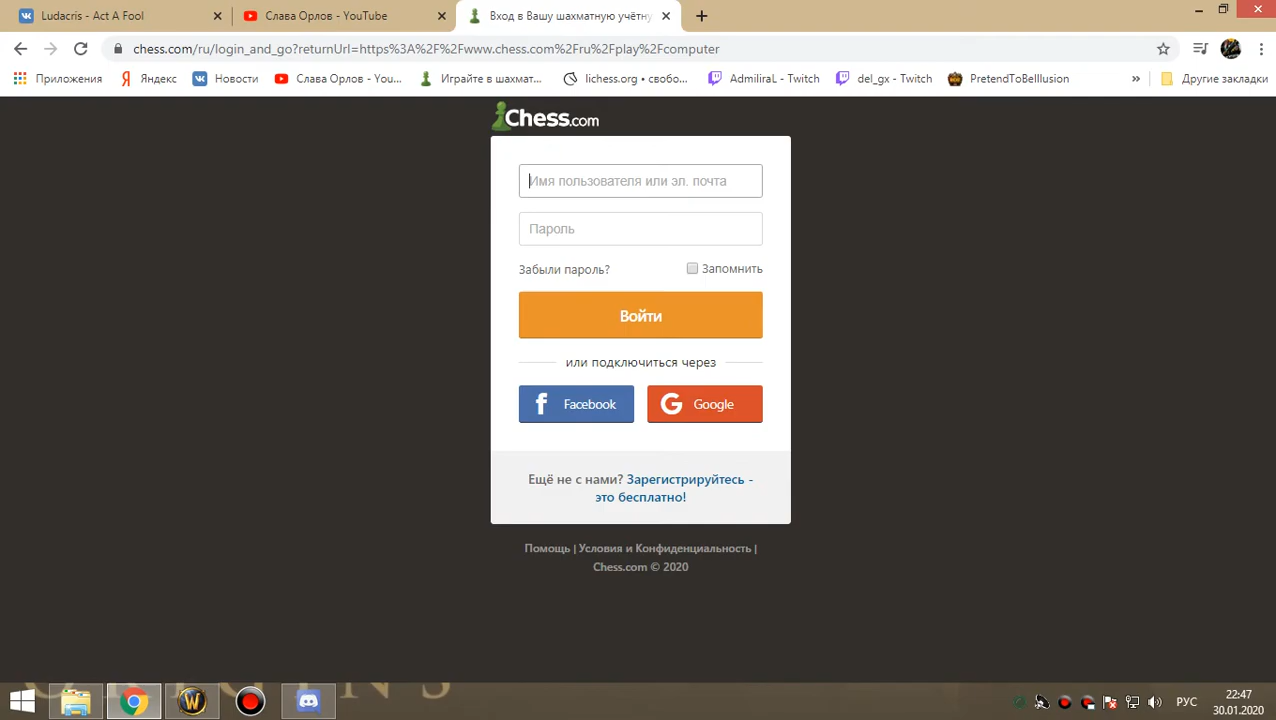 Ludacris - Act A Fool
Слава Орлов - YouTube
Вход в Вашу шахматную учётн
chess.com/ru/login_and_go?returnUrl=https%3A%2F%2Fwww.chess.com%2Fru%2Fplay%2Fcomputer
Приложения
Яндекс
Новости
Слава Орлов - You...
Играйте в шахмат...
lichess.org • свобо...
AdmiliraL - Twitch
del_gx - Twitch
PretendToBeIllusion
»
Другие закладки
Chess.com
Имя пользователя или эл. почта
Пароль
Забыли пароль?
Запомнить
Войти
или подключиться через
Facebook
Google
Ещё не с нами? Зарегистрируйтесь -
это бесплатно!
Помощь | Условия и Конфиденциальность |
Chess.com © 2020
РУС
22:47
30.01.2020